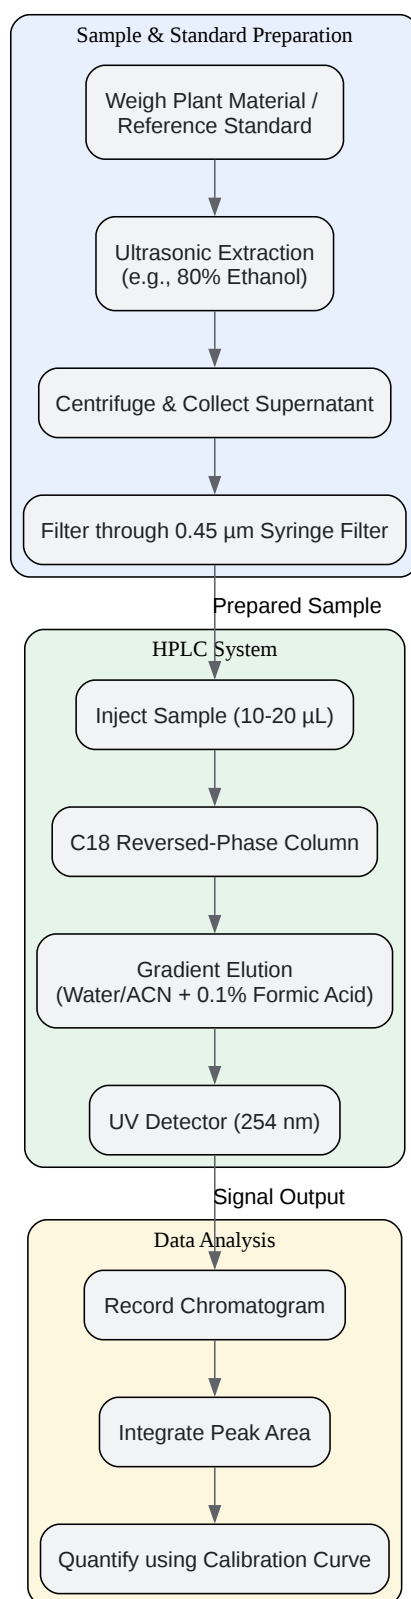 Sample & Standard Preparation
Weigh Plant Material /
Reference Standard
Ultrasonic Extraction
(e.g., 80% Ethanol)
Centrifuge & Collect Supernatant
Filter through 0.45 µm Syringe Filter
Prepared Sample
HPLC System
Inject Sample (10-20 µL)
C18 Reversed-Phase Column
Gradient Elution
(Water/ACN + 0.1% Formic Acid)
UV Detector (254 nm)
Signal Output
Data Analysis
Record Chromatogram
Integrate Peak Area
Quantify using Calibration Curve